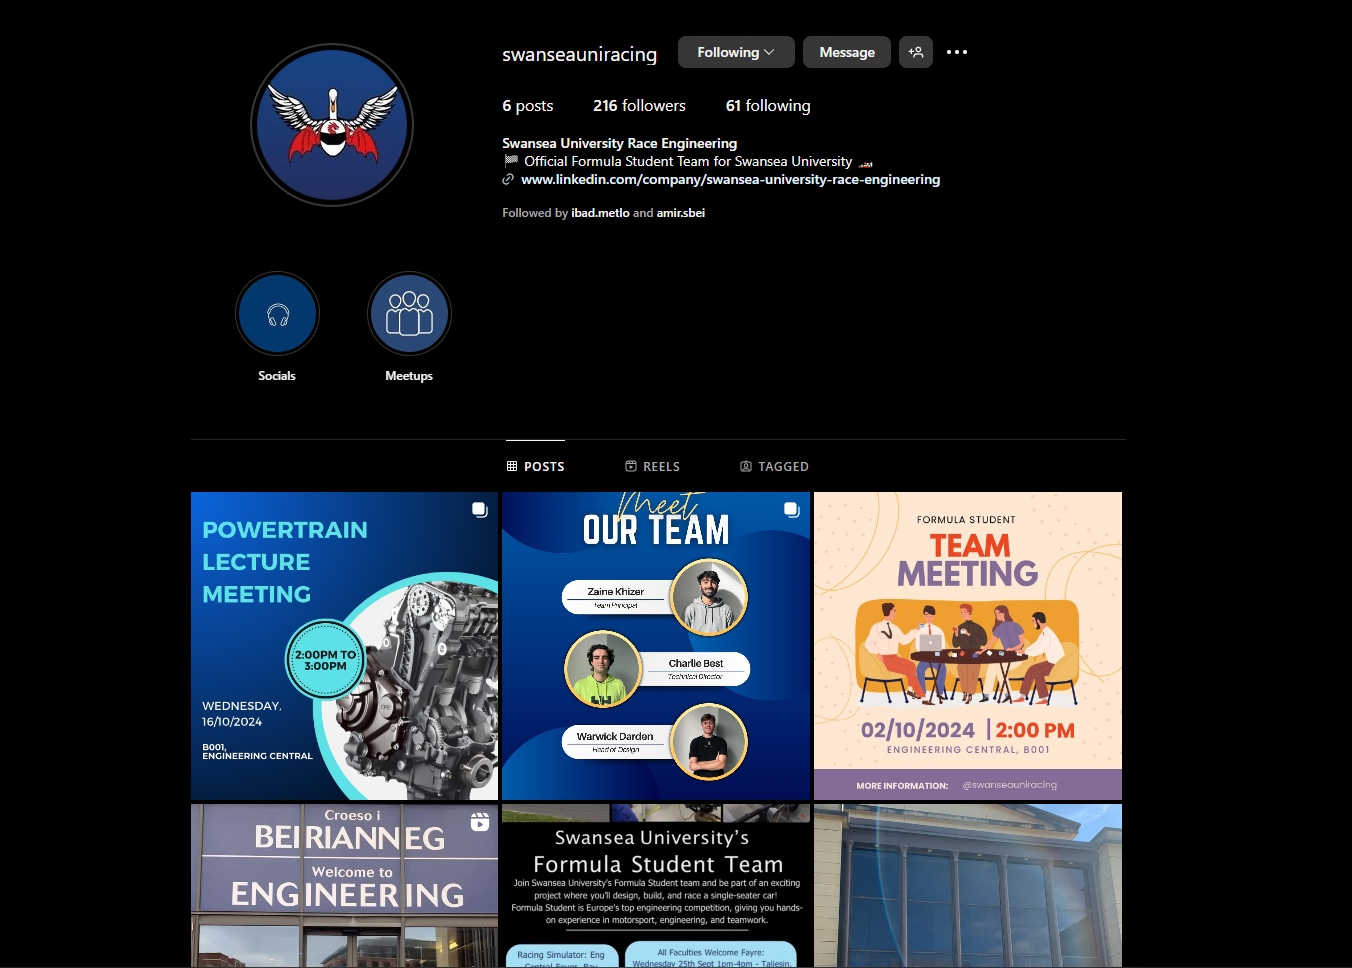 swanseauniracing
Following
Message
6 posts
216 followers
61 following
Swansea University Race Engineering
Official Formula Student Team for Swansea University
www.linkedin.com/company/swansea-university-race-engineering
Followed by ibad.metlo and amir.sbei
Socials
Meetups
POSTS
REELS
TAGGED
POWERTRAIN
LECTURE
MEETING
2:00PM TO
3:00PM
WEDNESDAY,
16/10/2024
B001,
ENGINEERING CENTRAL
Meet
OUR TEAM
Zaine Khizer
Team Principal
Charlie Best
Technical Director
Warwick Darden
Head of Design
FORMULA STUDENT
TEAM
MEETING
02/10/2024 | 2:00 PM
ENGINEERING CENTRAL, B001
MORE INFORMATION: @swanseauniracing
Croeso i
BEIRIANNEG
Welcome to
ENGINEERING
Swansea University's
Formula Student Team
Join Swansea University's Formula Student team and be part of an exciting
project where you'll design, build, and race a single-seater car!
Formula Student is Europe's top engineering competition, giving you hands-
on experience in motorsport, engineering, and teamwork.
Racing Simulator: Eng
Central Foyer, Bay
All Faculties Welcome Fayre:
Wednesday 25th Sept 1pm-4pm - Taliesin,